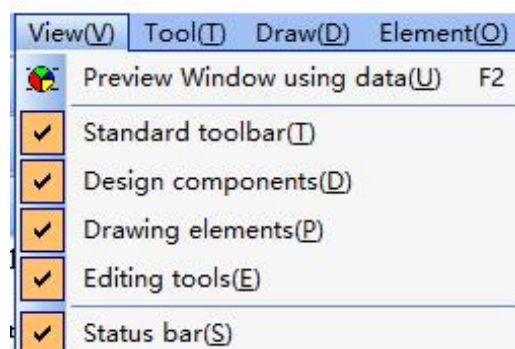 View(V) Tool(T) Draw(D) Element(O)
Preview Window using data(U) F2
Standard toolbar(T)
Design components(D)
Drawing elements(P)
Editing tools(E)
Status bar(S)